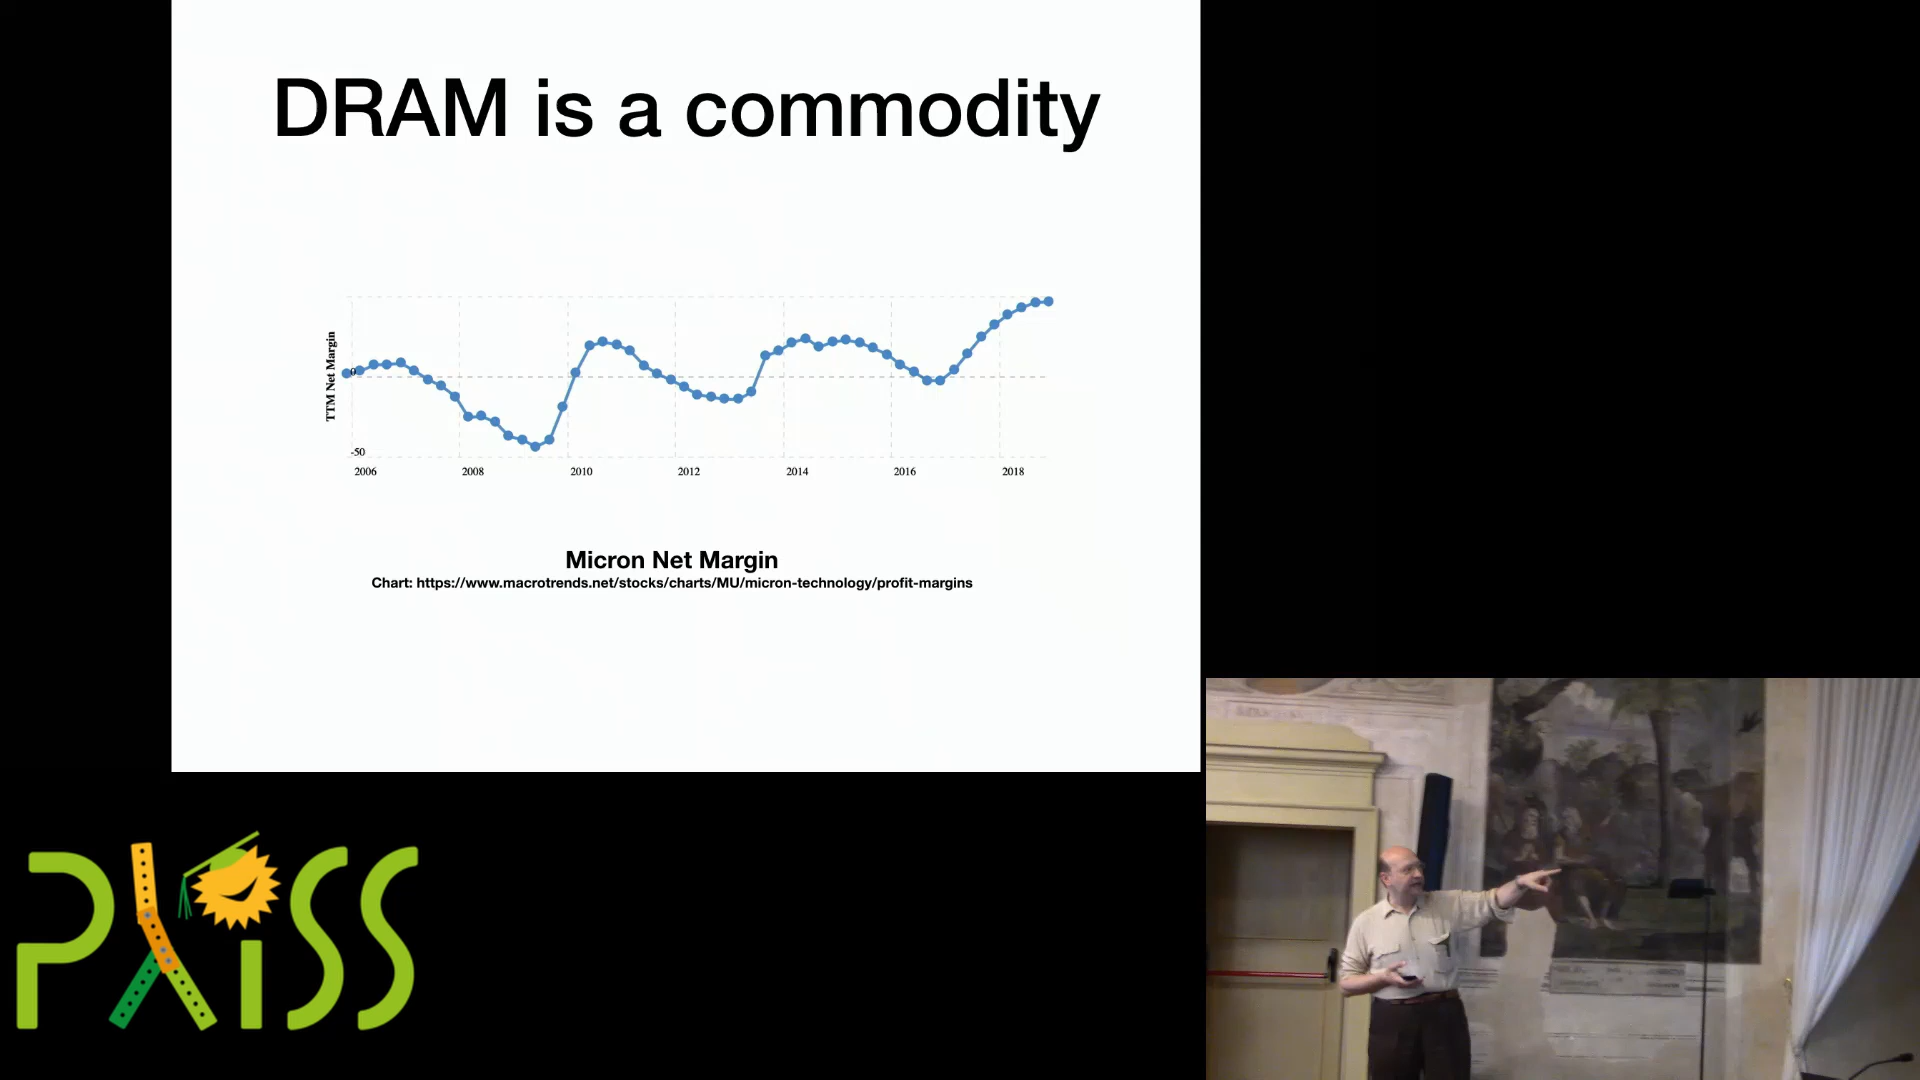 DRAM is a commodity
TTM Net Margin
0
-50
2006 2008 2010 2012 2014 2016 2018
Micron Net Margin
Chart: https://www.macrotrends.net/stocks/charts/MU/micron-technology/profit-margins
PAISS